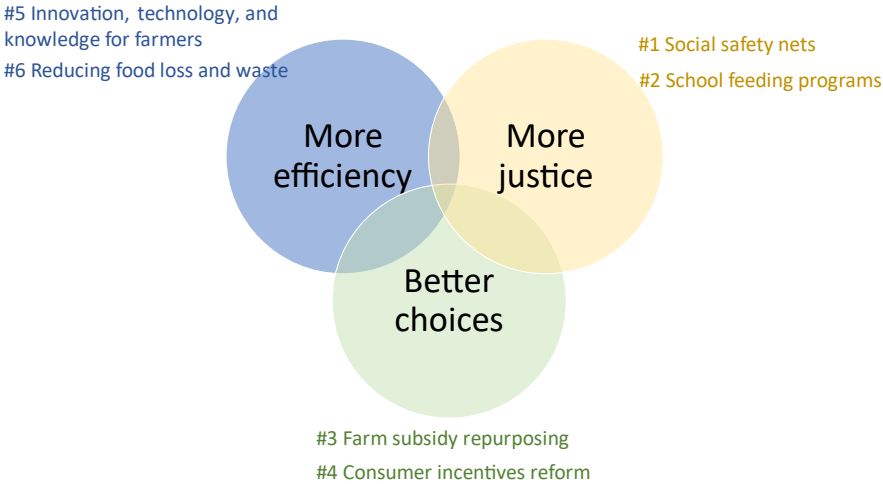 #5 Innovation, technology, and
knowledge for farmers
#6 Reducing food loss and waste
#1 Social safety nets
#2 School feeding programs
More
efficiency
More
justice
Better
choices
#3 Farm subsidy repurposing
#4 Consumer incentives reform